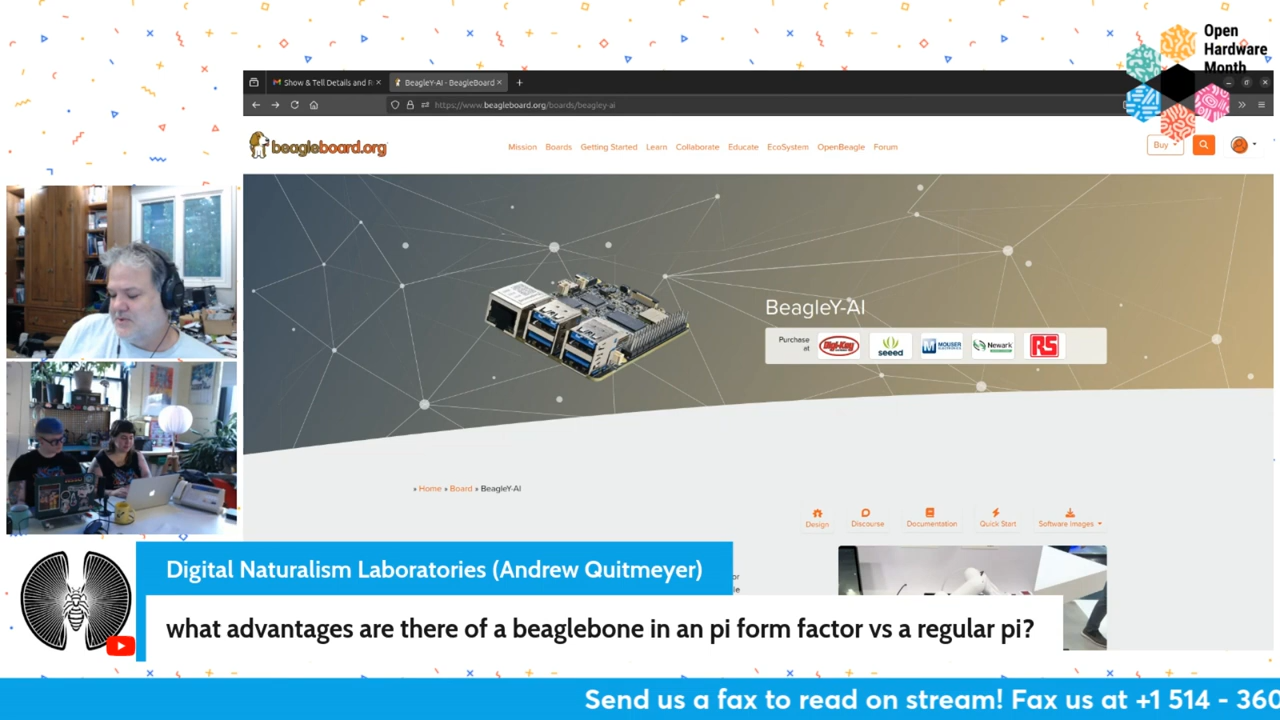 Open
Hardware
Month
Show & Tell Details and R
BeagleY-AI - BeagleBoard
https://www.beagleboard.org/boards/beagley-ai
beagleboard.org
Mission Boards Getting Started Learn Collaborate Educate EcoSystem OpenBeagle Forum
Buy
BeagleY-AI
Purchase
at
Digi-Key
seeed
MOUSER
ELECTRONICS
Newark
RS
» Home » Board » BeagleY-AI
Design Discourse Documentation Quick Start Software Images
or
le
Digital Naturalism Laboratories (Andrew Quitmeyer)
what advantages are there of a beaglebone in an pi form factor vs a regular pi?
Send us a fax to read on stream! Fax us at +1 514 - 360